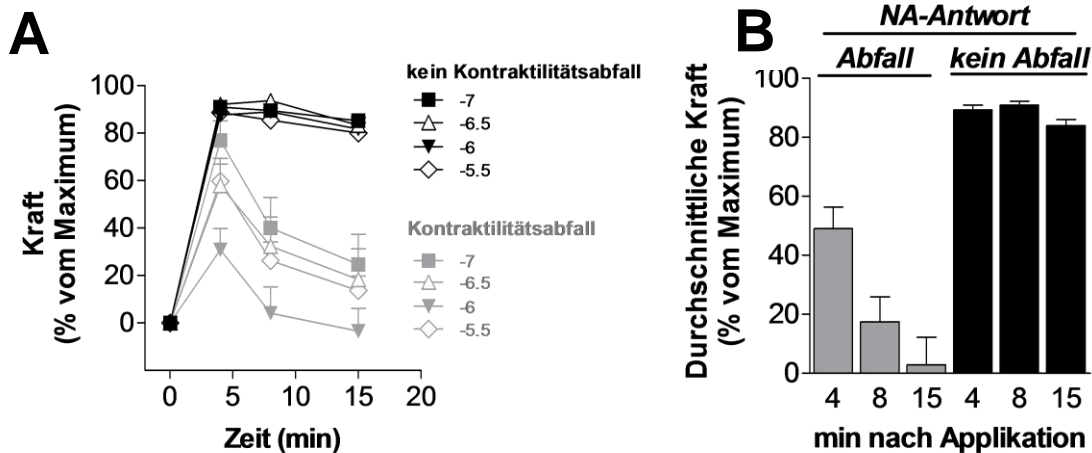 A
Kraft
(% vom Maximum)
100
80
60
40
20
0
0 5 10 15 20
Zeit (min)
kein Kontraktilitätsabfall
-7
-6.5
-6
-5.5
Kontraktilitätsabfall
-7
-6.5
-6
-5.5
B
NA-Antwort
Abfall kein Abfall
Durchschnittliche Kraft
(% vom Maximum)
100
80
60
40
20
0
4 8 15 4 8 15
min nach Applikation